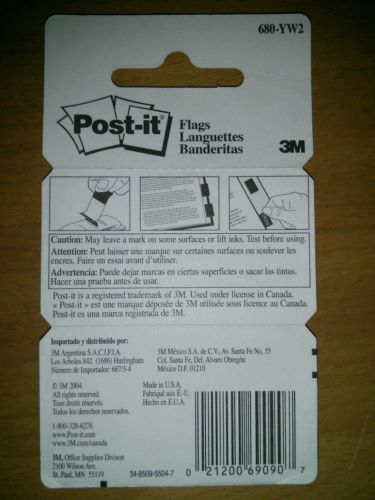 680-YW2
Post-it
Flags
Languettes
Banderitas
3M
Caution: May leave a mark on some surfaces or lift inks. Test before using.
Attention: Peut laisser une marque sur certaines surfaces ou soulever les
encres. Faire un essai avant d'utiliser.
Advertencia: Puede dejar marcas en ciertas superficies o sacar las tintas.
Hacer una prueba antes de usar.
Post-it is a registered trademark of 3M. Used under license in Canada.
« Post-it » est une marque déposée de 3M utilisée sous licence au Canada.
Post-it es una marca registrada de 3M.
Importado y distribuido por:
3M Argentina S.A.C.I.F.I.A.
Los Arboles 842 (1686) Hurlingham
Número de Importador: 687/3-4
3M México S.A. de C.V., Av. Santa Fe No. 55
Col. Santa Fe, Del. Alvaro Obregón
México D.F. 01210
© 3M 2004
All rights reserved.
Tous droits réservés.
Todos los derechos reservados.
Made in U.S.A.
Fabriqué aux É.-U.
Hecho en E.U.A.
1-800-328-6276
www.Post-it.com
www.3M.com/canada
3M, Office Supplies Divison
2100 Wilson Ave.
St. Paul, MN 55119
34-8509-5504-7
0 21200 69090 7